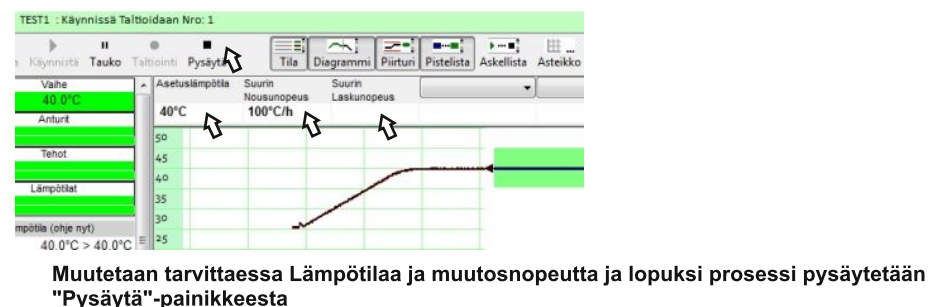 TEST1 : Käynnissä Taltioidaan Nro: 1
Käynnistä Tauko Taltiointi Pysäytä Tila Diagrammi Piirturi Pistelista Askellista Asteikko
Vaihe
40.0°C
Anturit
Tehot
Lämpötilat
(ohje nyt)
40.0°C > 40.0°C
Asetuslämpötila Suurin Suurin
Nousunopeus Laskunopeus
40°C 100°C/h
50
45
40
35
30
25
Muutetaan tarvittaessa Lämpötilaa ja muutosnopeutta ja lopuksi prosessi pysäytetään
"Pysäytä"-painikkeesta